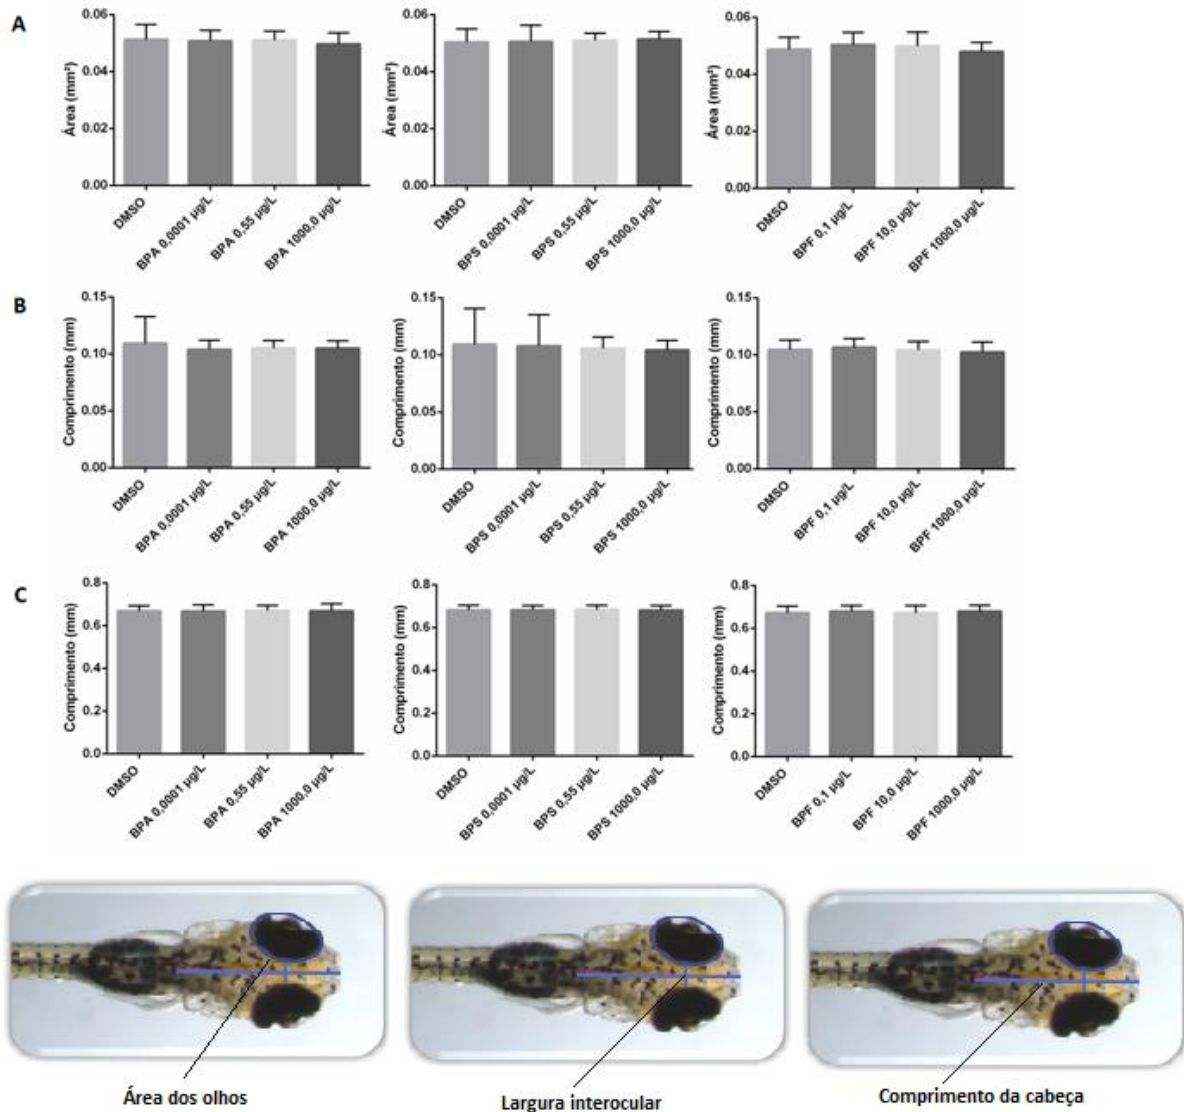 A
Área (mm²)
0.06
0.04
0.02
0.00
DMSO
BPA 0,0001 µg/L
BPA 0,55 µg/L
BPA 1000,0 µg/L
Área (mm²)
0.06
0.04
0.02
0.00
DMSO
BPS 0,0001 µg/L
BPS 0,55 µg/L
BPS 1000,0 µg/L
Área (mm²)
0.06
0.04
0.02
0.00
DMSO
BPF 0,1 µg/L
BPF 10,0 µg/L
BPF 1000,0 µg/L
B
Comprimento (mm)
0.15
0.10
0.05
0.00
DMSO
BPA 0,0001 µg/L
BPA 0,55 µg/L
BPA 1000,0 µg/L
Comprimento (mm)
0.15
0.10
0.05
0.00
DMSO
BPS 0,0001 µg/L
BPS 0,55 µg/L
BPS 1000,0 µg/L
Comprimento (mm)
0.15
0.10
0.05
0.00
DMSO
BPF 0,1 µg/L
BPF 10,0 µg/L
BPF 1000,0 µg/L
C
Comprimento (mm)
0.8
0.6
0.4
0.2
0.0
DMSO
BPA 0,0001 µg/L
BPA 0,55 µg/L
BPA 1000,0 µg/L
Comprimento (mm)
0.8
0.6
0.4
0.2
0.0
DMSO
BPS 0,0001 µg/L
BPS 0,55 µg/L
BPS 1000,0 µg/L
Comprimento (mm)
0.8
0.6
0.4
0.2
0.0
DMSO
BPF 0,1 µg/L
BPF 10,0 µg/L
BPF 1000,0 µg/L
Área dos olhos
Largura interocular
Comprimento da cabeça